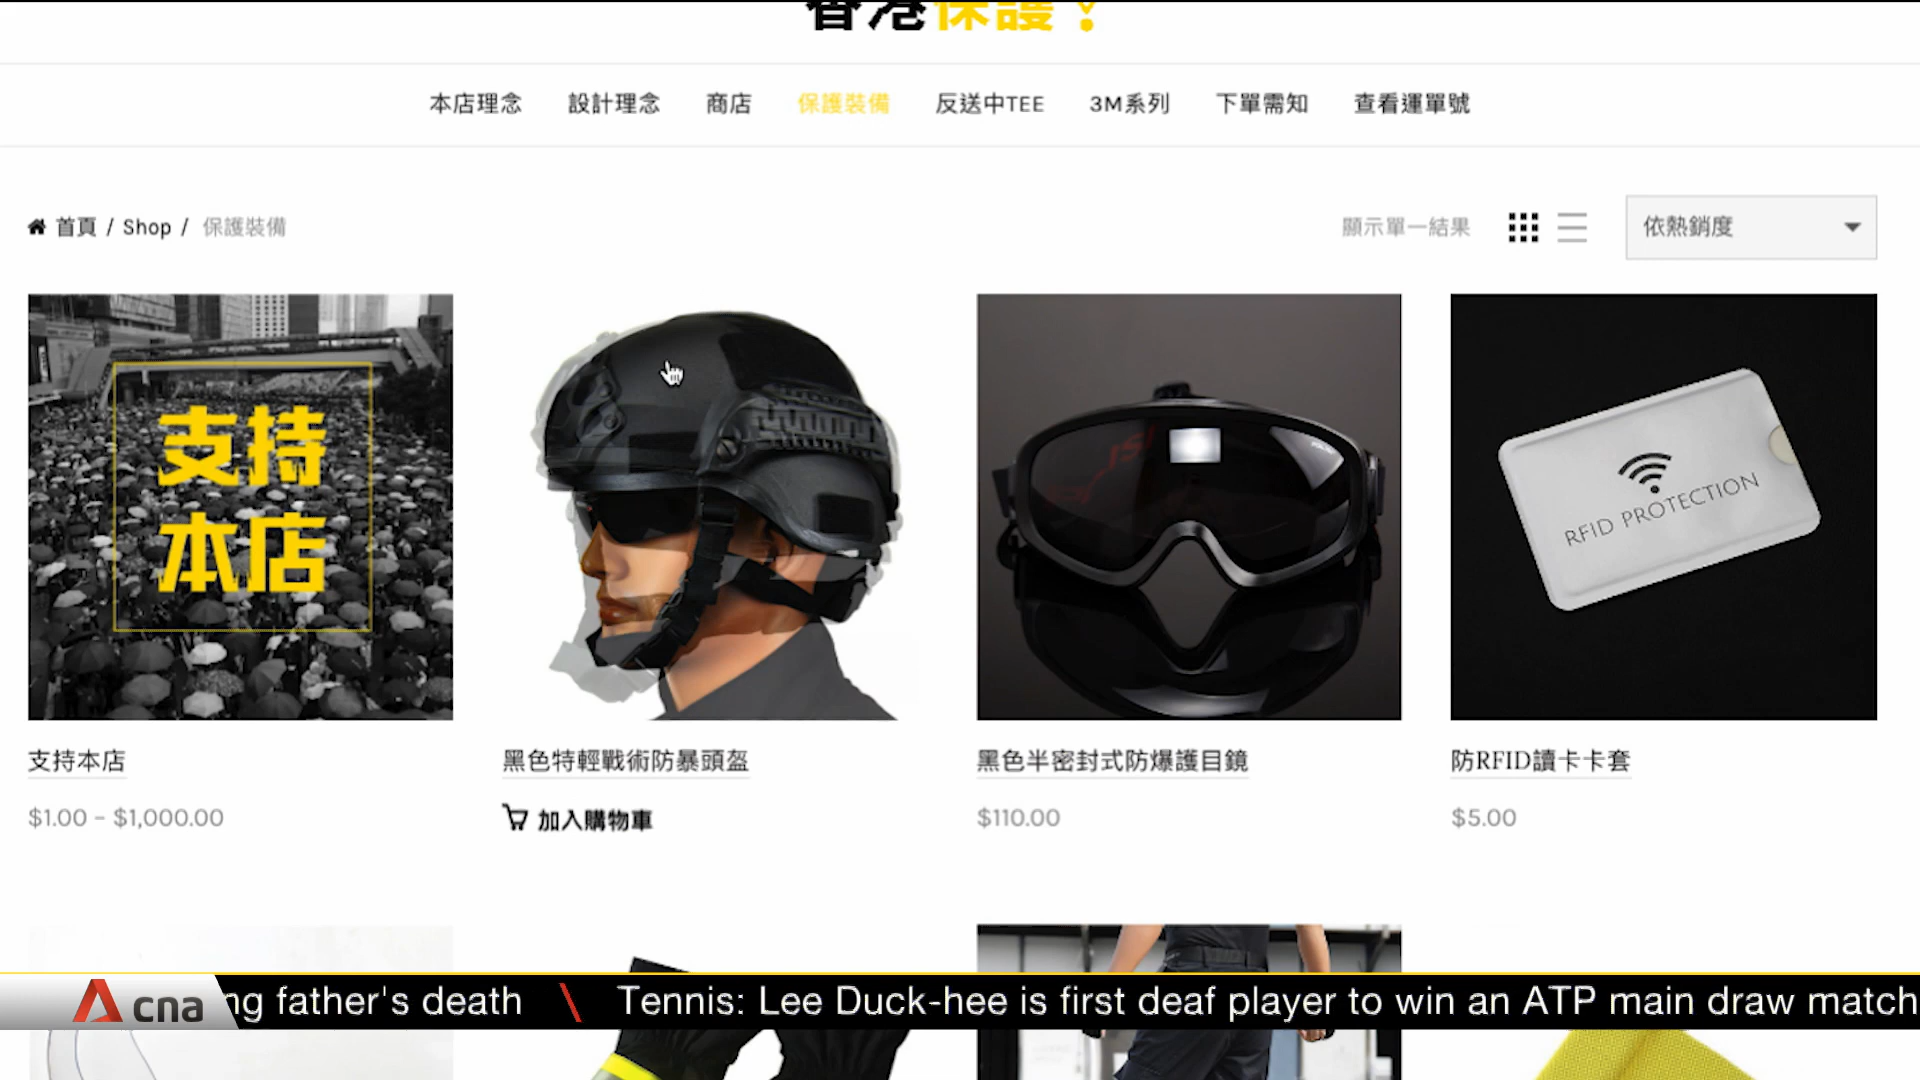 香港保護！
本店理念 設計理念 商店 保護裝備 反送中TEE 3M系列 下單需知 查看運單號
首頁 / Shop / 保護裝備
顯示單一結果
依熱銷度
支持
本店
RFID PROTECTION
支持本店
黑色特輕戰術防暴頭盔
黑色半密封式防爆護目鏡
防RFID讀卡卡套
$1.00 – $1,000.00
加入購物車
$110.00
$5.00
cna
ng father's death \ Tennis: Lee Duck-hee is first deaf player to win an ATP main draw match